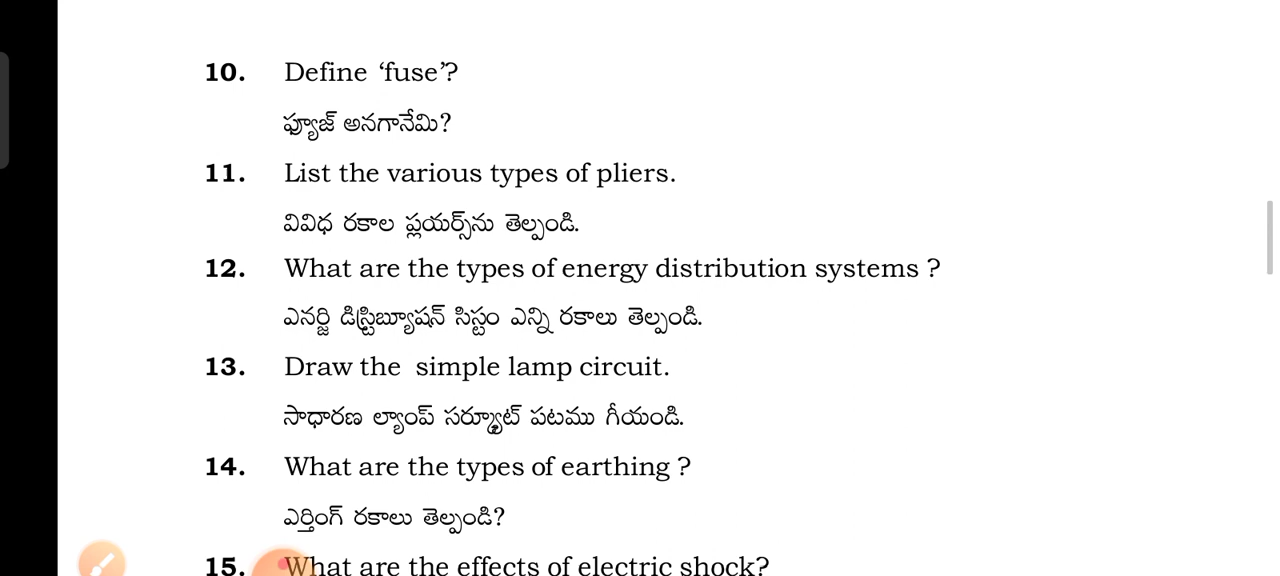 10. Define ‘fuse’?
ఫ్యూజ్ అనగానేమి?
11. List the various types of pliers.
వివిధ రకాల ప్లయర్స్‌ను తెల్పండి.
12. What are the types of energy distribution systems ?
ఎనర్జి డిస్ట్రిబ్యూషన్ సిస్టం ఎన్ని రకాలు తెల్పండి.
13. Draw the simple lamp circuit.
సాధారణ ల్యాంప్ సర్క్యూట్ పటము గీయండి.
14. What are the types of earthing ?
ఎర్తింగ్ రకాలు తెల్పండి?
15. What are the effects of electric shock?